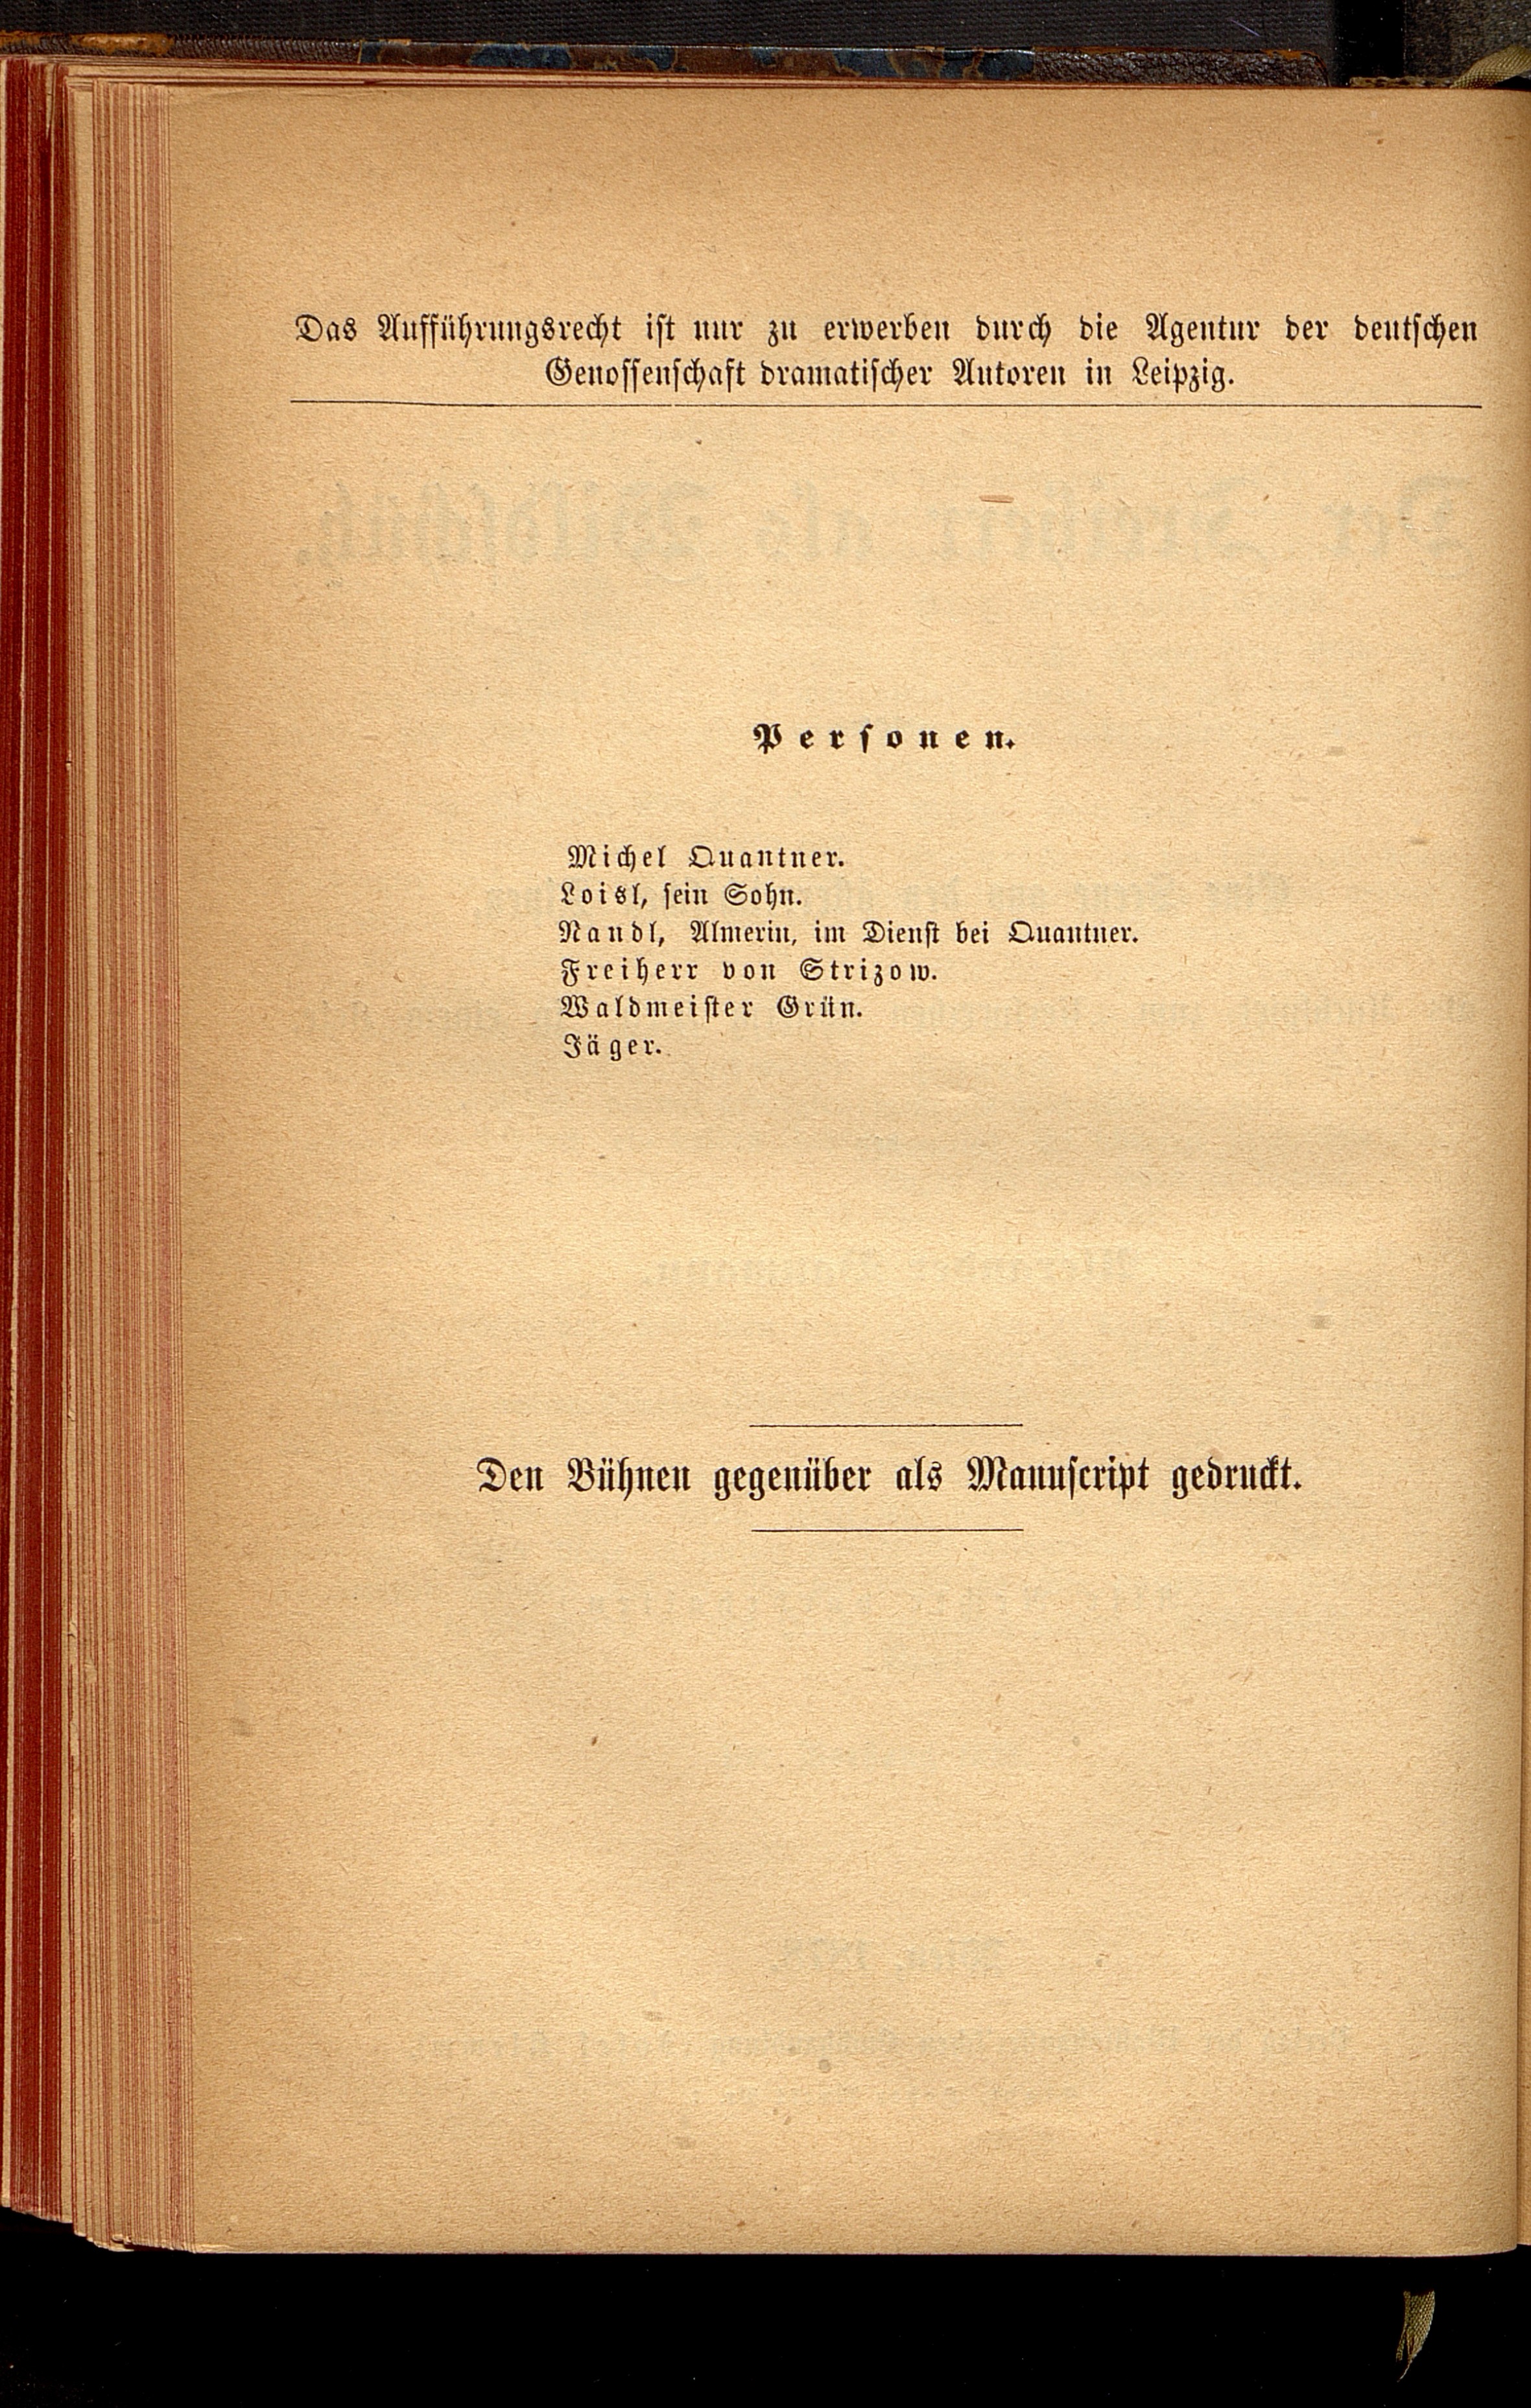 Das Aufführungsrecht ist nur zu erwerben durch die Agentur der deutschen
Genossenschaft dramatischer Autoren in Leipzig.
Personen.
Michel Quantner.
Loisl, sein Sohn.
Nandl, Almerin, im Dienst bei Quantner.
Freiherr von Strizow.
Waldmeister Grün.
Jäger.
Den Bühnen gegenüber als Manuscript gedruckt.